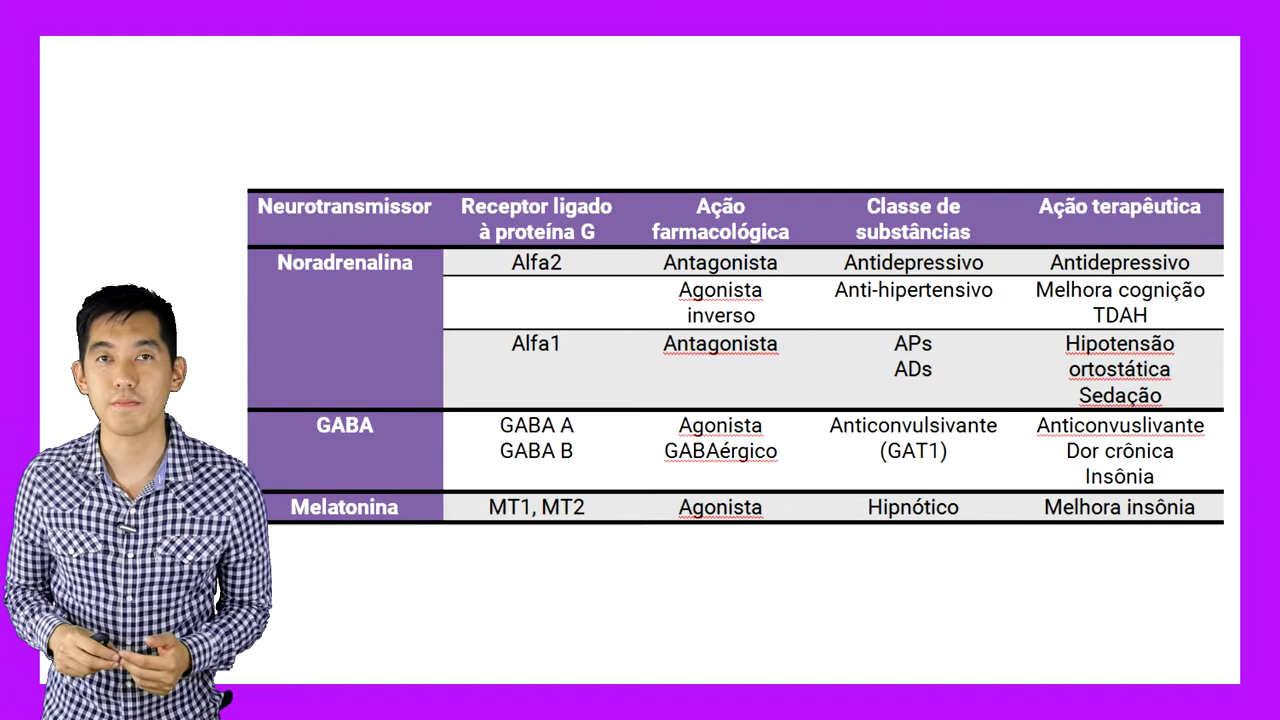 Neurotransmissor
Receptor ligado
à proteína G
Ação
farmacológica
Classe de
substâncias
Ação terapêutica
Noradrenalina
Alfa2
Antagonista
Antidepressivo
Antidepressivo
Agonista
inverso
Anti-hipertensivo
Melhora cognição
TDAH
Alfa1
Antagonista
APs
ADs
Hipotensão
ortostática
Sedação
GABA
GABA A
GABA B
Agonista
GABAérgico
Anticonvulsivante
(GAT1)
Anticonvuslivante
Dor crônica
Insônia
Melatonina
MT1, MT2
Agonista
Hipnótico
Melhora insônia